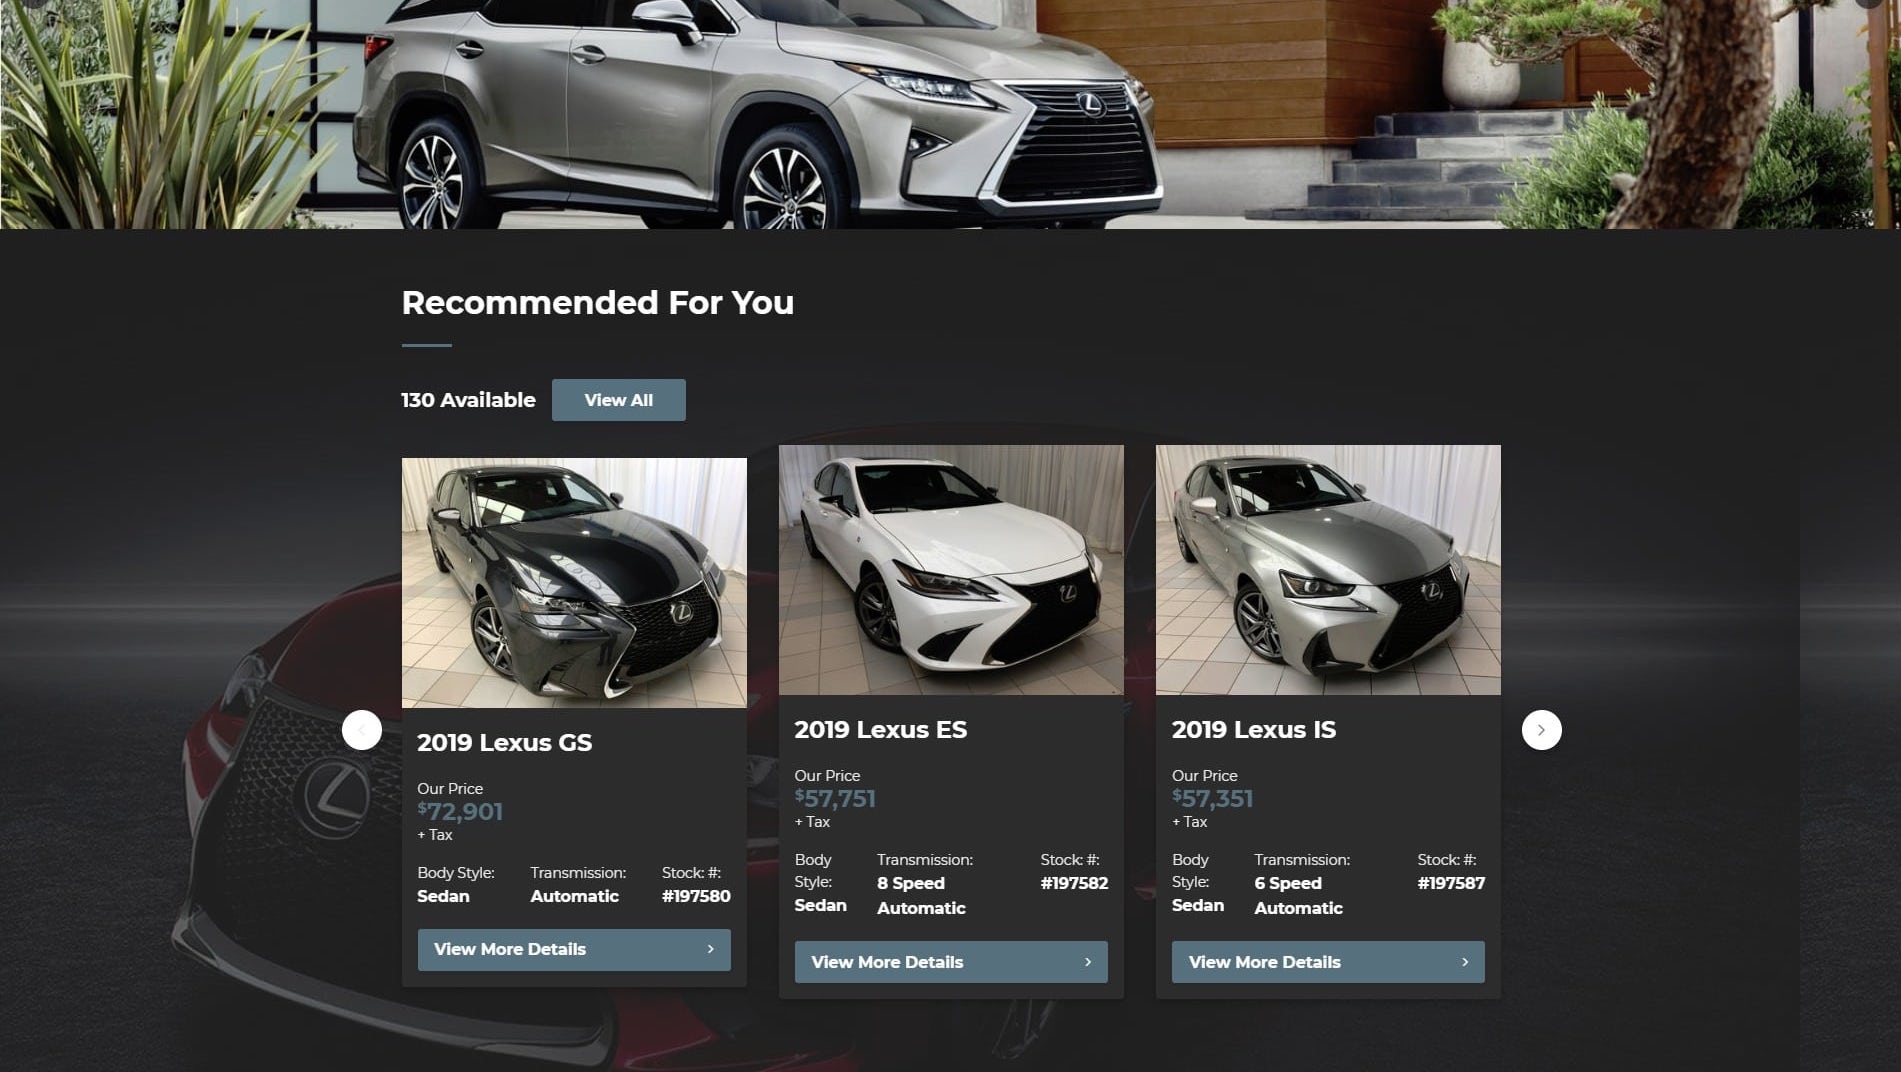 Recommended For You
130 Available
View All
2019 Lexus GS
Our Price
$72,901
+ Tax
Body Style:
Sedan
Transmission:
Automatic
Stock: #:
#197580
View More Details
2019 Lexus ES
Our Price
$57,751
+ Tax
Body
Style:
Sedan
Transmission:
8 Speed
Automatic
Stock: #:
#197582
View More Details
2019 Lexus IS
Our Price
$57,351
+ Tax
Body
Style:
Sedan
Transmission:
6 Speed
Automatic
Stock: #:
#197587
View More Details